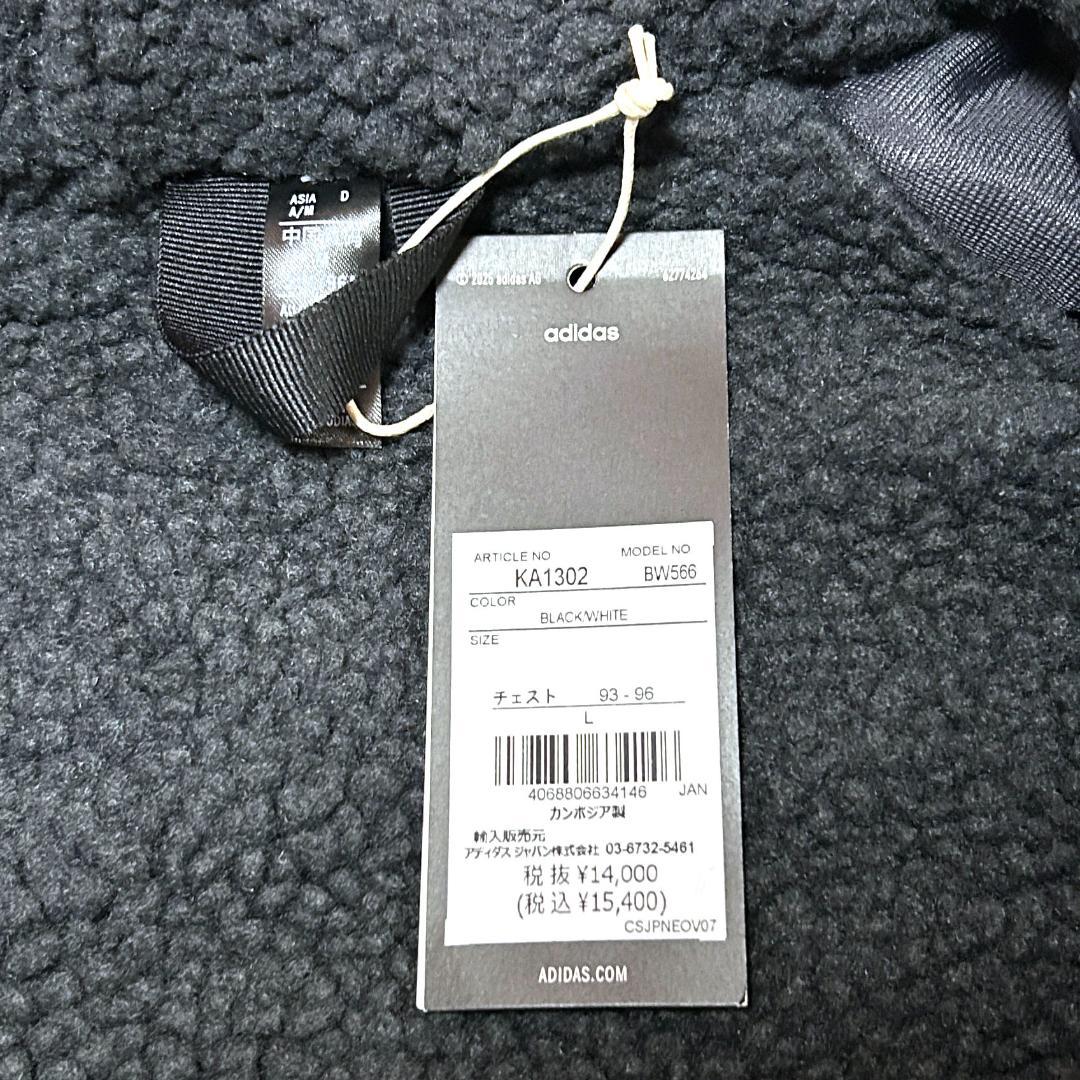 ASIA D
A/M
© 2025 adidas AG 62774284
adidas
ARTICLE NO MODEL NO
KA1302 BW566
COLOR
BLACK/WHITE
SIZE
チェスト 93 - 96
L
4068806634146 JAN
カンボジア製
輸入販売元
アディダス ジャパン株式会社 03-6732-5461
税 抜 ¥14,000
(税 込 ¥15,400)
CSJPNEOV07
ADIDAS.COM